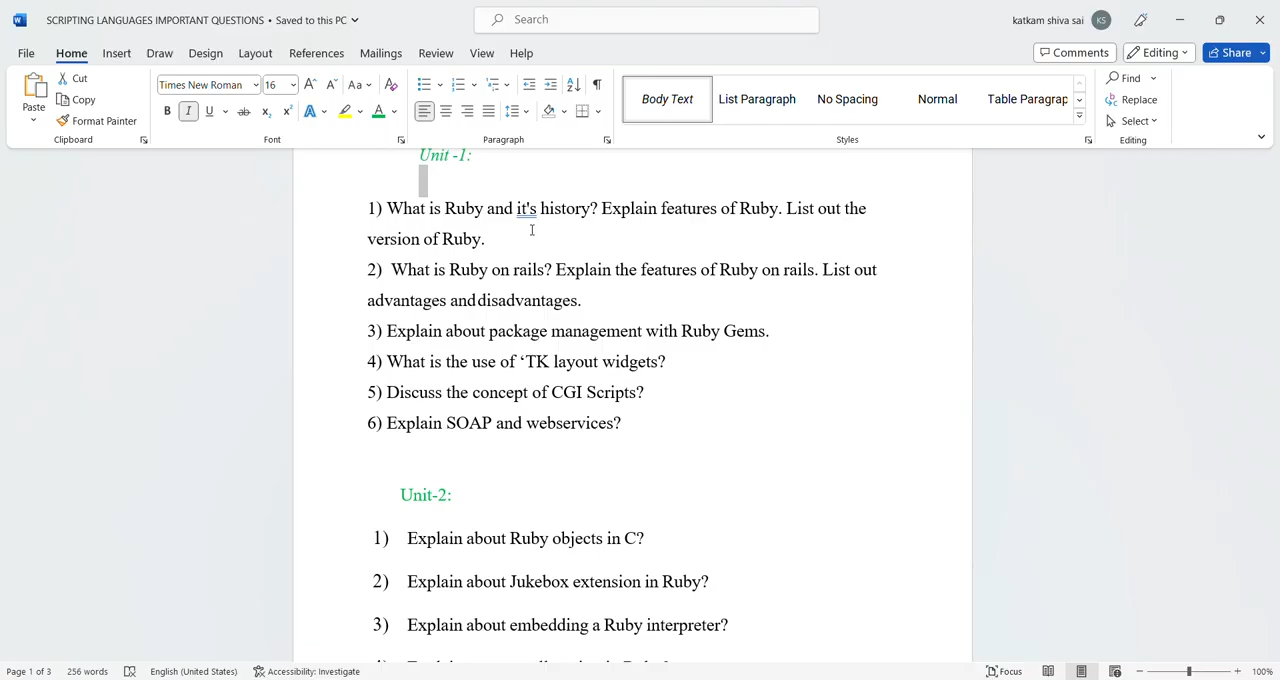 SCRIPTING LANGUAGES IMPORTANT QUESTIONS • Saved to this PC
Search
katkam shiva sai KS
File Home Insert Draw Design Layout References Mailings Review View Help
Comments Editing Share
Paste Cut Copy Format Painter
Times New Roman 16
Body Text List Paragraph No Spacing Normal Table Paragrap
Find Replace Select
Clipboard Font Paragraph Styles Editing
Unit -1:
1) What is Ruby and it's history? Explain features of Ruby. List out the
version of Ruby.
2) What is Ruby on rails? Explain the features of Ruby on rails. List out
advantages and disadvantages.
3) Explain about package management with Ruby Gems.
4) What is the use of ‘TK layout widgets?
5) Discuss the concept of CGI Scripts?
6) Explain SOAP and webservices?
Unit-2:
1) Explain about Ruby objects in C?
2) Explain about Jukebox extension in Ruby?
3) Explain about embedding a Ruby interpreter?
Page 1 of 3 256 words English (United States) Accessibility: Investigate Focus 100%